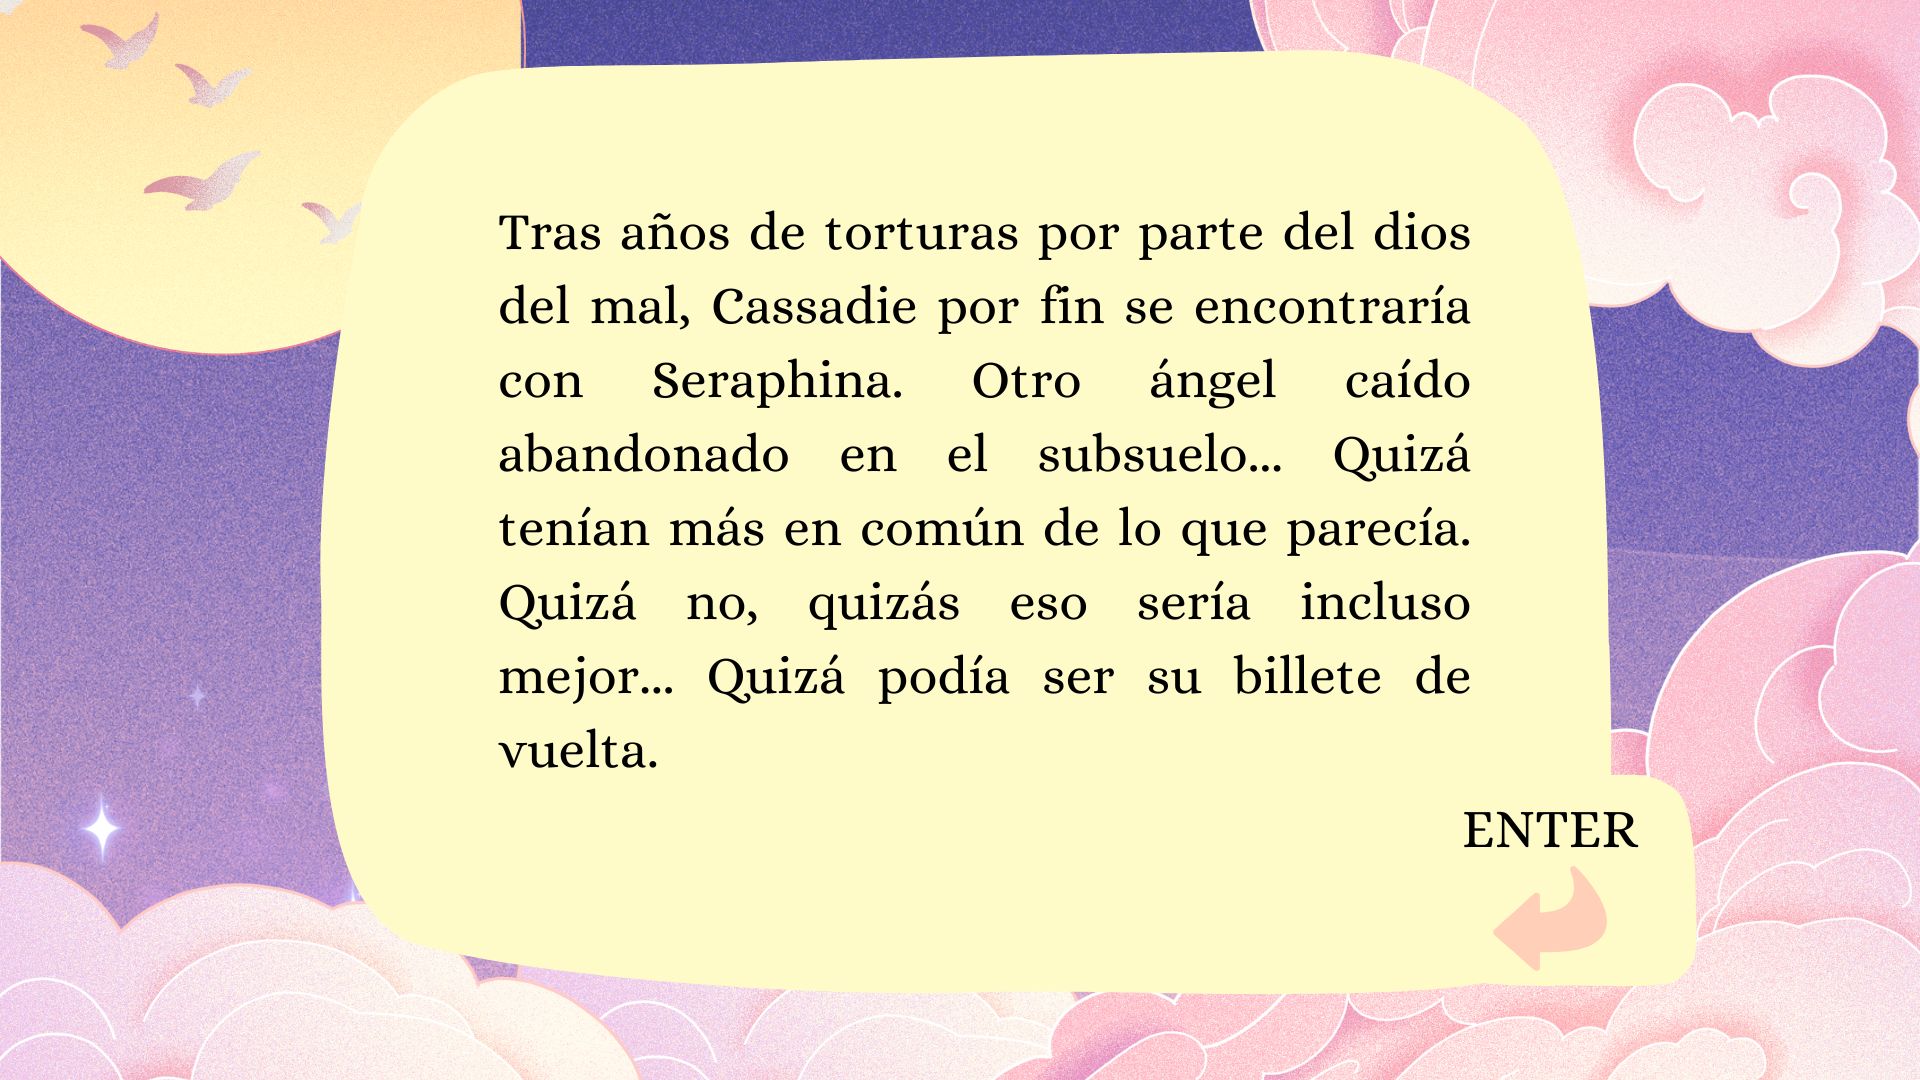 Tras años de torturas por parte del dios
del mal, Cassadie por fin se encontraría
con Seraphina. Otro ángel caído
abandonado en el subsuelo... Quizá
tenían más en común de lo que parecía.
Quizá no, quizás eso sería incluso
mejor... Quizá podía ser su billete de
vuelta.
ENTER